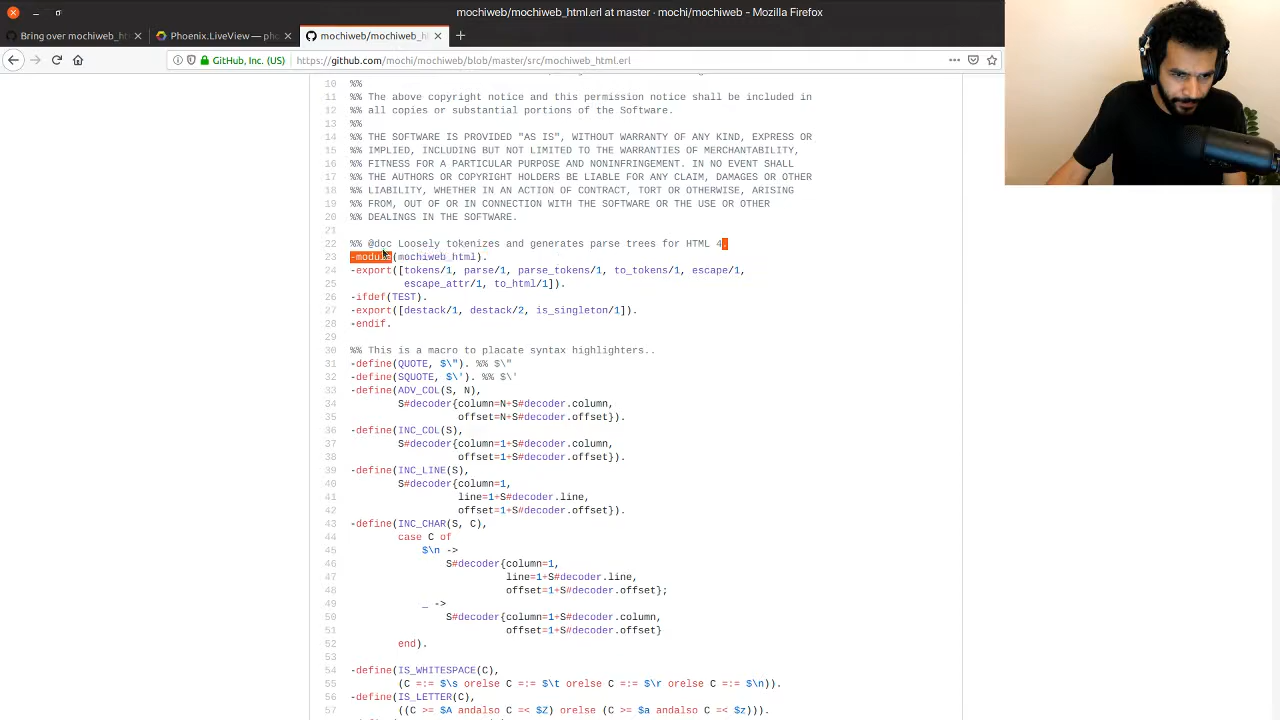 mochiweb/mochiweb_html.erl at master · mochi/mochiweb - Mozilla Firefox
Bring over mochiweb_ht
Phoenix.LiveView — pho
mochiweb/mochiweb_h
GitHub, Inc. (US)
https://github.com/mochi/mochiweb/blob/master/src/mochiweb_html.erl
10 %%
11 %% The above copyright notice and this permission notice shall be included in
12 %% all copies or substantial portions of the Software.
13 %%
14 %% THE SOFTWARE IS PROVIDED "AS IS", WITHOUT WARRANTY OF ANY KIND, EXPRESS OR
15 %% IMPLIED, INCLUDING BUT NOT LIMITED TO THE WARRANTIES OF MERCHANTABILITY,
16 %% FITNESS FOR A PARTICULAR PURPOSE AND NONINFRINGEMENT. IN NO EVENT SHALL
17 %% THE AUTHORS OR COPYRIGHT HOLDERS BE LIABLE FOR ANY CLAIM, DAMAGES OR OTHER
18 %% LIABILITY, WHETHER IN AN ACTION OF CONTRACT, TORT OR OTHERWISE, ARISING
19 %% FROM, OUT OF OR IN CONNECTION WITH THE SOFTWARE OR THE USE OR OTHER
20 %% DEALINGS IN THE SOFTWARE.
21
22 %% @doc Loosely tokenizes and generates parse trees for HTML 4.
23 -module(mochiweb_html).
24 -export([tokens/1, parse/1, parse_tokens/1, to_tokens/1, escape/1,
25 escape_attr/1, to_html/1]).
26 -ifdef(TEST).
27 -export([destack/1, destack/2, is_singleton/1]).
28 -endif.
29
30 %% This is a macro to placate syntax highlighters..
31 -define(QUOTE, $\"). %% $\"
32 -define(SQUOTE, $\'). %% $\'
33 -define(ADV_COL(S, N),
34 S#decoder{column=N+S#decoder.column,
35 offset=N+S#decoder.offset}).
36 -define(INC_COL(S),
37 S#decoder{column=1+S#decoder.column,
38 offset=1+S#decoder.offset}).
39 -define(INC_LINE(S),
40 S#decoder{column=1,
41 line=1+S#decoder.line,
42 offset=1+S#decoder.offset}).
43 -define(INC_CHAR(S, C),
44 case C of
45 $\n ->
46 S#decoder{column=1,
47 line=1+S#decoder.line,
48 offset=1+S#decoder.offset};
49 _ ->
50 S#decoder{column=1+S#decoder.column,
51 offset=1+S#decoder.offset}
52 end).
53
54 -define(IS_WHITESPACE(C),
55 (C =:= $\s orelse C =:= $\t orelse C =:= $\r orelse C =:= $\n)).
56 -define(IS_LETTER(C),
57 ((C >= $A andalso C =< $Z) orelse (C >= $a andalso C =< $z))).